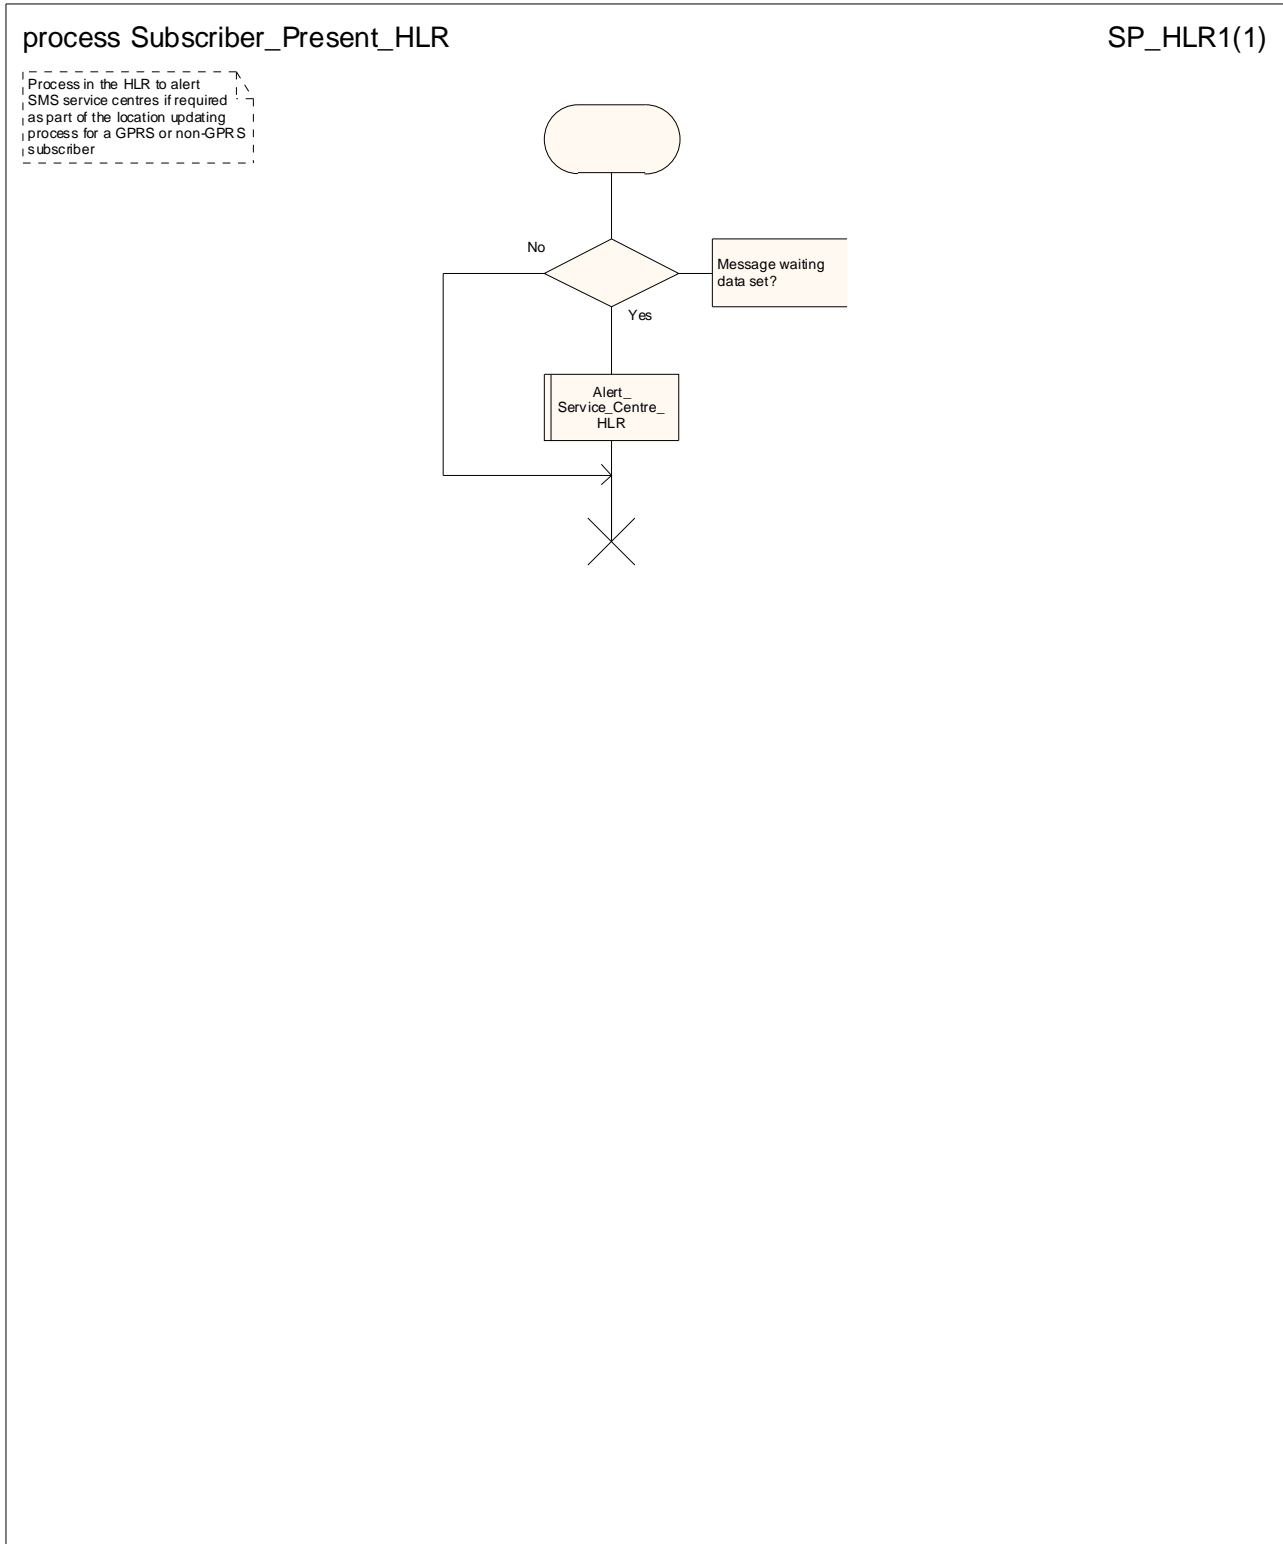 process Subscriber_Present_HLR
SP_HLR1(1)
Process in the HLR to alert
SMS service centres if required
as part of the location updating
process for a GPRS or non-GPRS
subscriber
No
Message waiting
data set?
Yes
Alert_
Service_Centre_
HLR